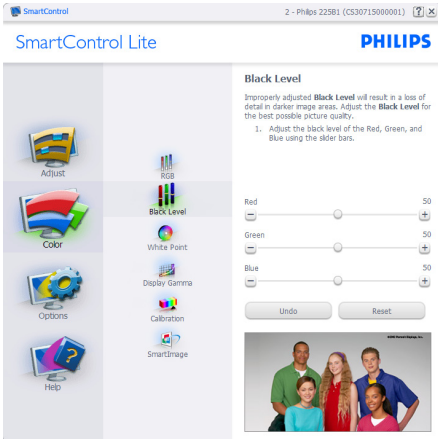 SmartControl
2 - Philips 225B1 (CS30715000001)
?
SmartControl Lite
PHILIPS
Adjust
Color
Options
Help
RGB
Black Level
White Point
Display Gamma
Calibration
SmartImage
Black Level
Improperly adjusted Black Level will result in a loss of
detail in darker image areas. Adjust the Black Level for
the best possible picture quality.
1. Adjust the black level of the Red, Green, and
Blue using the slider bars.
Red 50
Green 50
Blue 50
Undo
Reset